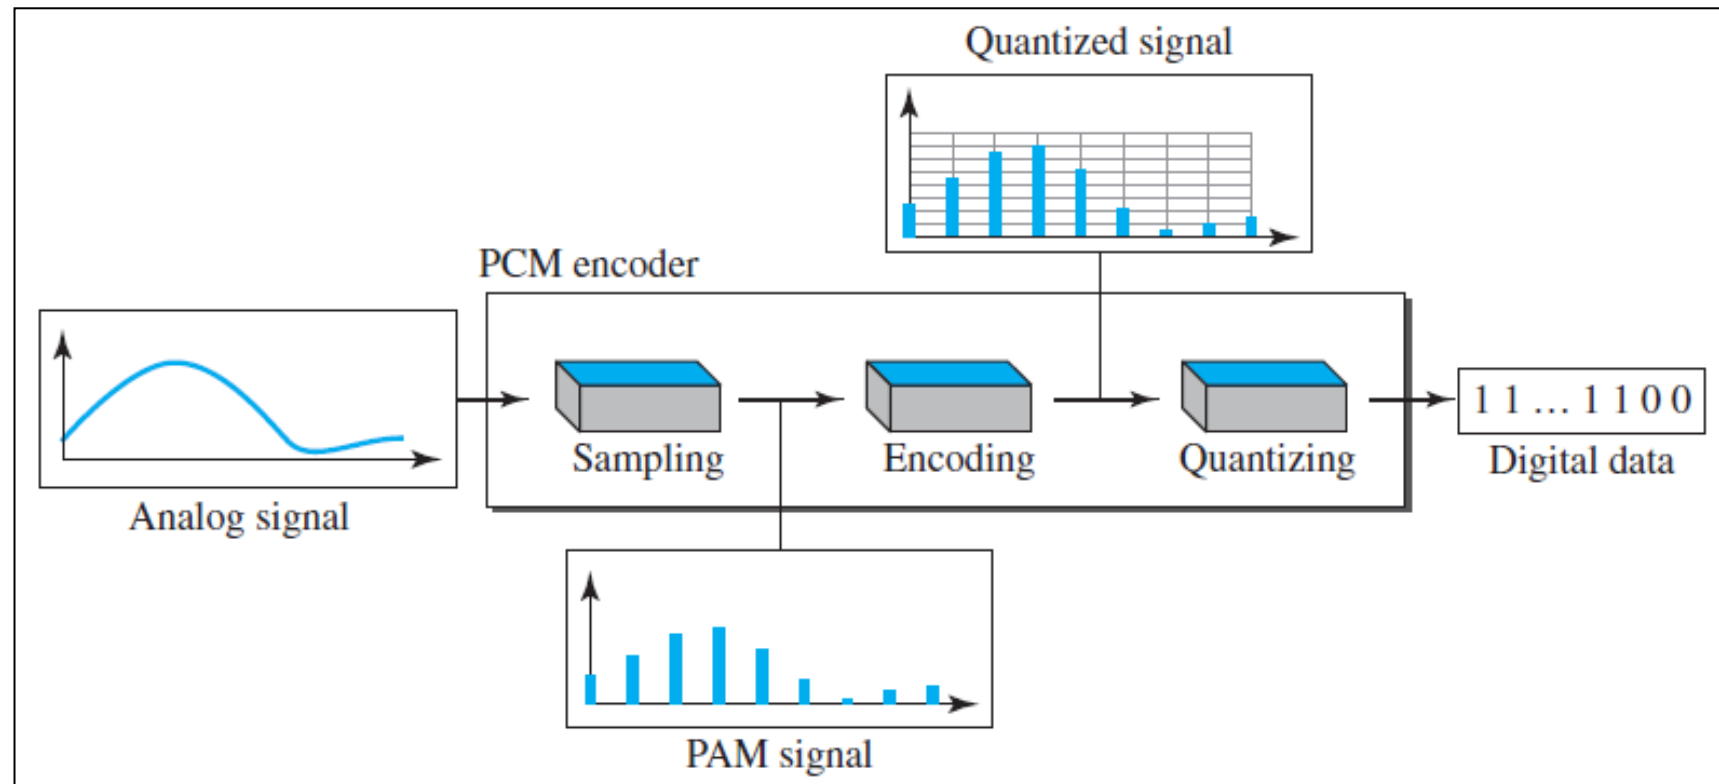 Quantized signal
PCM encoder
Sampling
Encoding
Quantizing
1 1 ... 1 1 0 0
Digital data
Analog signal
PAM signal